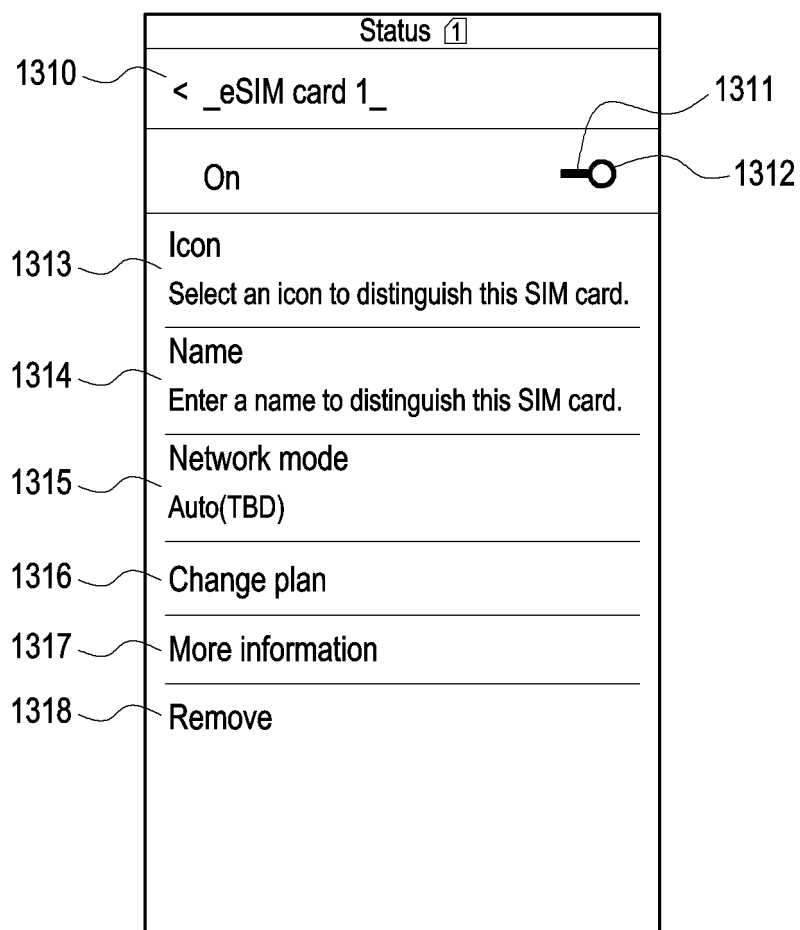 Status 1
1310
< _eSIM card 1_
1311
On
1312
Icon
1313
Select an icon to distinguish this SIM card.
Name
1314
Enter a name to distinguish this SIM card.
Network mode
1315
Auto(TBD)
1316
Change plan
1317
More information
1318
Remove